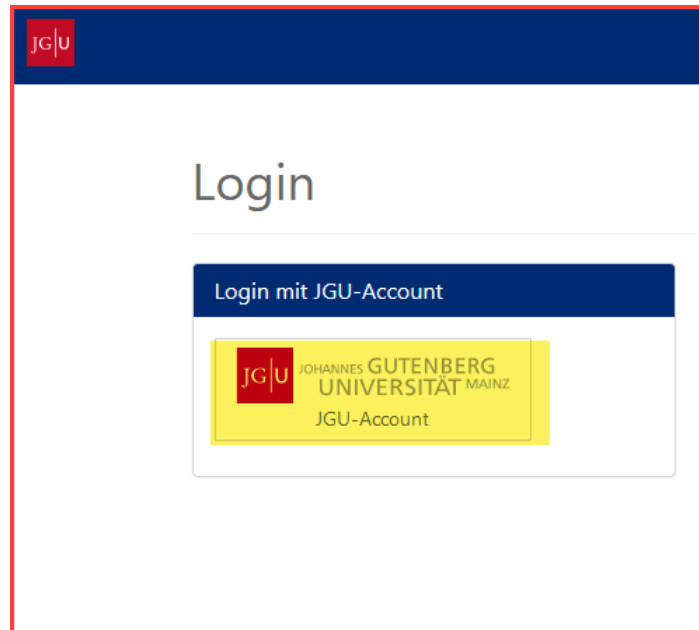 JG|U
Login
Login mit JGU-Account
JG|U JOHANNES GUTENBERG
UNIVERSITÄT MAINZ
JGU-Account